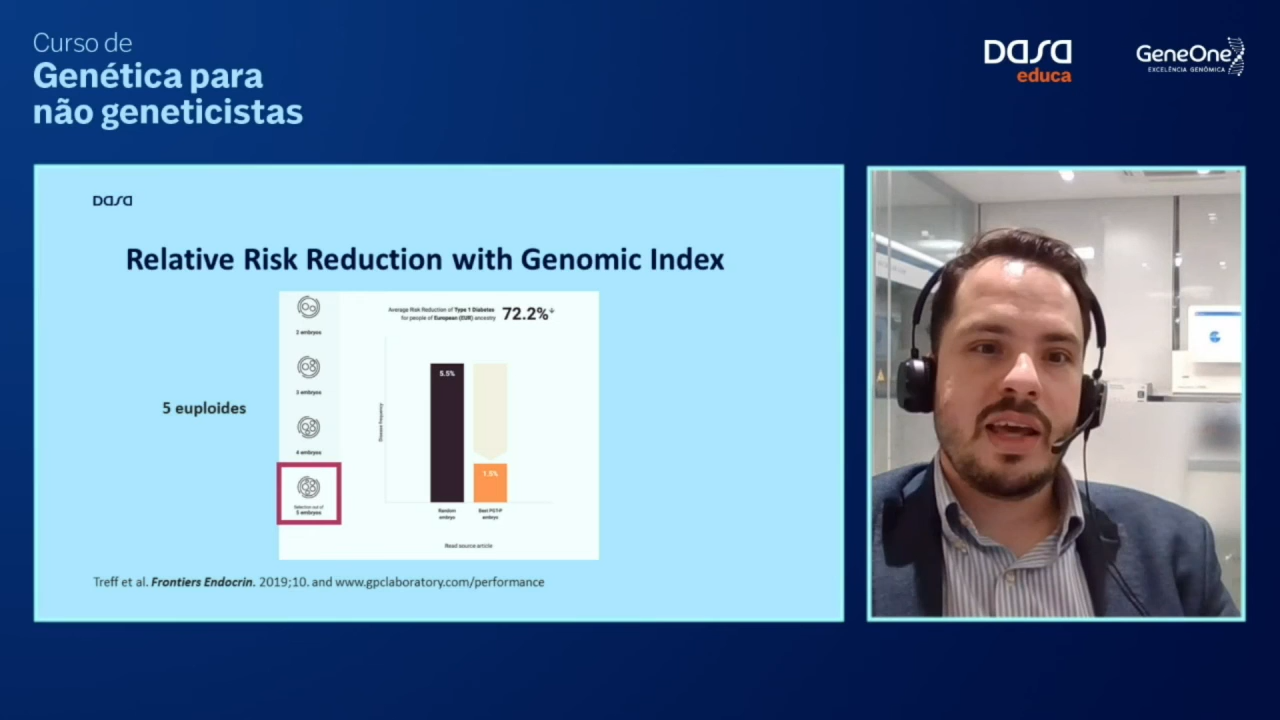 Curso de
Genética para
não geneticistas
Dasa
educa
GeneOne
EXCELÊNCIA GENÔMICA
Dasa
Relative Risk Reduction with Genomic Index
2 embryos
3 embryos
4 embryos
Selection out of
5 embryos
5 euploides
Average Risk Reduction of Type 1 Diabetes
for people of European (EUR) ancestry
72.2%↓
Disease frequency
5.5%
1.5%
Random
embryo
Best PGT-P
embryo
Read source article
Treff et al. Frontiers Endocrin. 2019;10. and www.gpclaboratory.com/performance